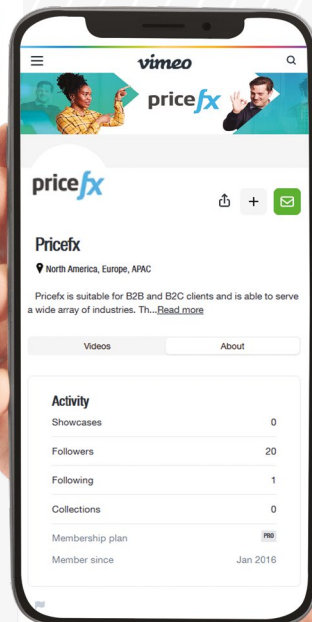 vimeo
pricefx
pricefx
Pricefx
North America, Europe, APAC
Pricefx is suitable for B2B and B2C clients and is able to serve
a wide array of industries. Th...Read more
Videos About
Activity
Showcases 0
Followers 20
Following 1
Collections 0
Membership plan PRO
Member since Jan 2016